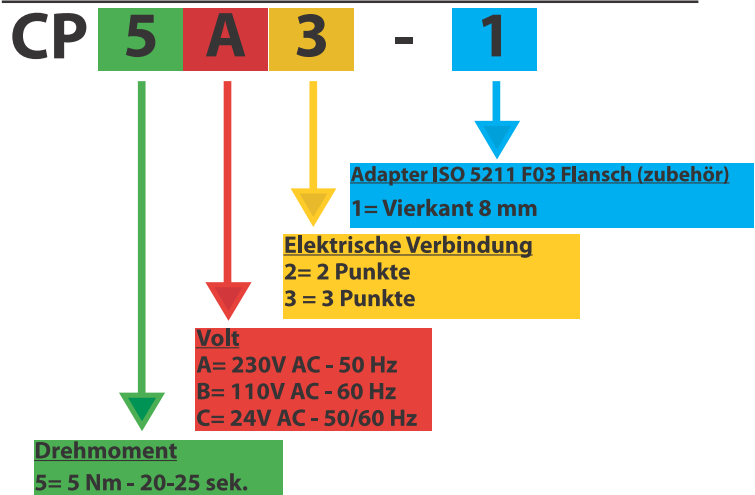 CP 5 A 3 - 1
Adapter ISO 5211 F03 Flansch (zubehör)
1= Vierkant 8 mm
Elektrische Verbindung
2= 2 Punkte
3 = 3 Punkte
Volt
A= 230V AC - 50 Hz
B= 110V AC - 60 Hz
C= 24V AC - 50/60 Hz
Drehmoment
5= 5 Nm - 20-25 sek.